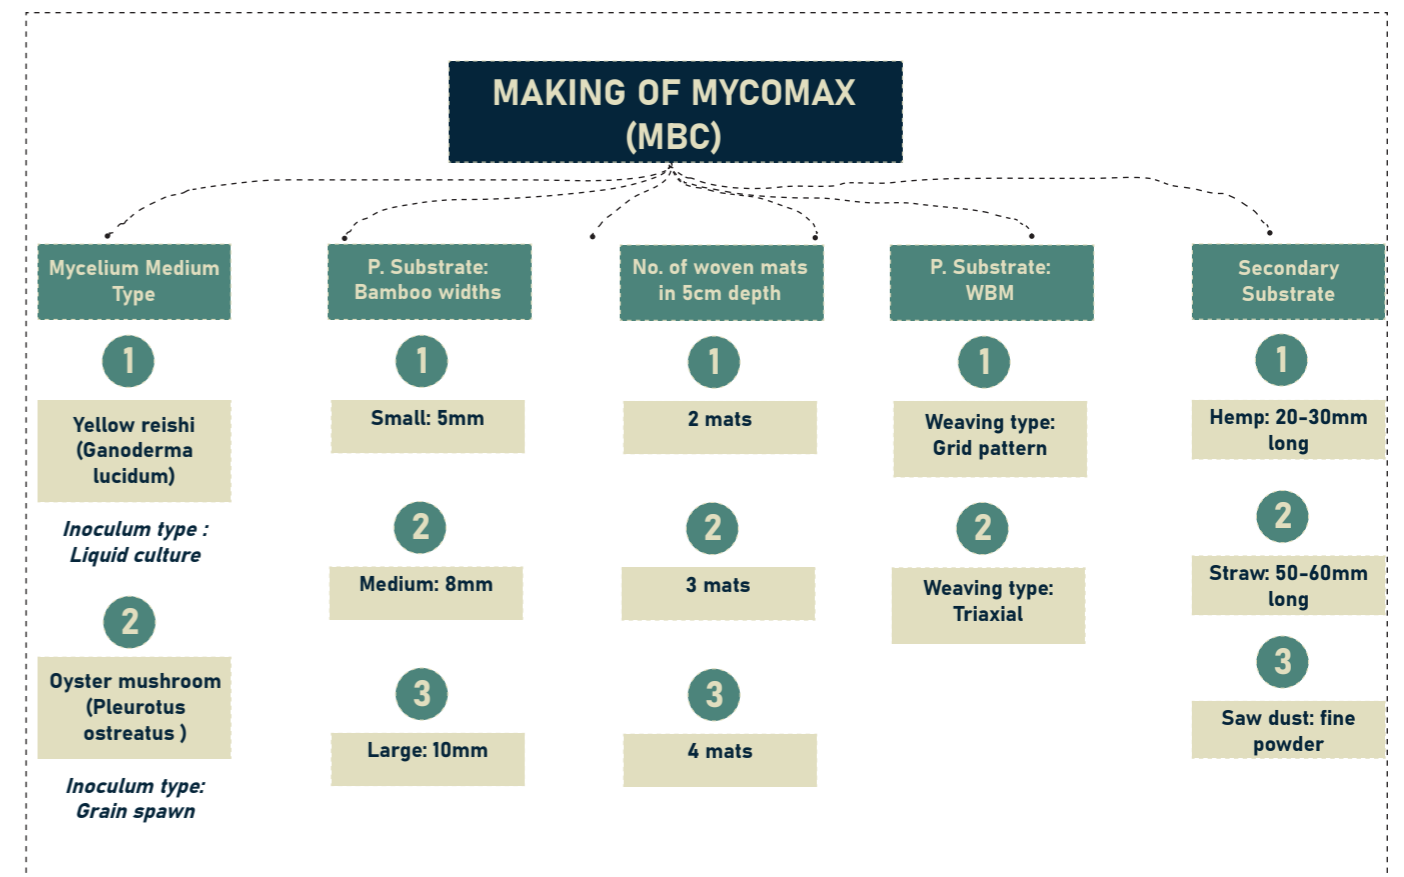 MAKING OF MYCOMAX
(MBC)
Mycelium Medium
Type
1
Yellow reishi
(Ganoderma
lucidum)
Inoculum type :
Liquid culture
2
Oyster mushroom
(Pleurotus
ostreatus )
Inoculum type:
Grain spawn
P. Substrate:
Bamboo widths
1
Small: 5mm
2
Medium: 8mm
3
Large: 10mm
No. of woven mats
in 5cm depth
1
2 mats
2
3 mats
3
4 mats
P. Substrate:
WBM
1
Weaving type:
Grid pattern
2
Weaving type:
Triaxial
Secondary
Substrate
1
Hemp: 20-30mm
long
2
Straw: 50-60mm
long
3
Saw dust: fine
powder